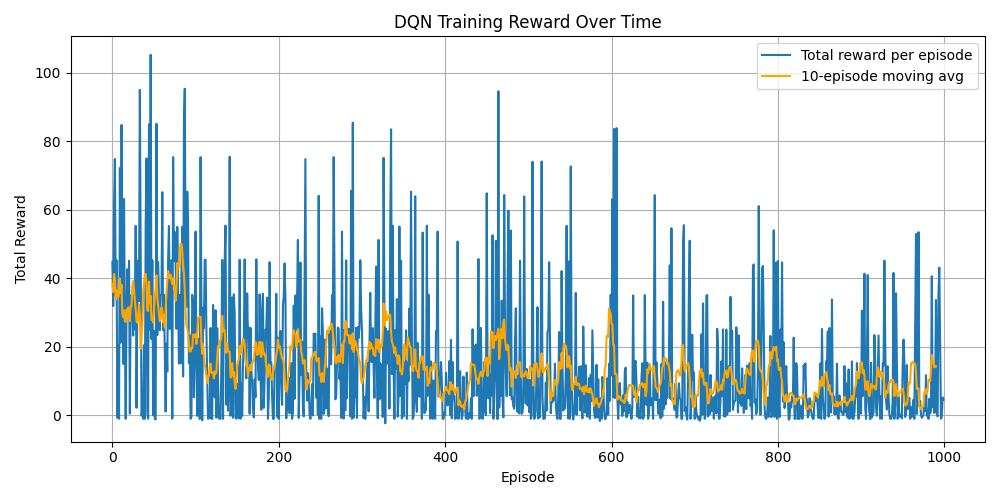 DQN Training Reward Over Time
Total reward per episode
10-episode moving avg
Total Reward
100
80
60
40
20
0
0 200 400 600 800 1000
Episode